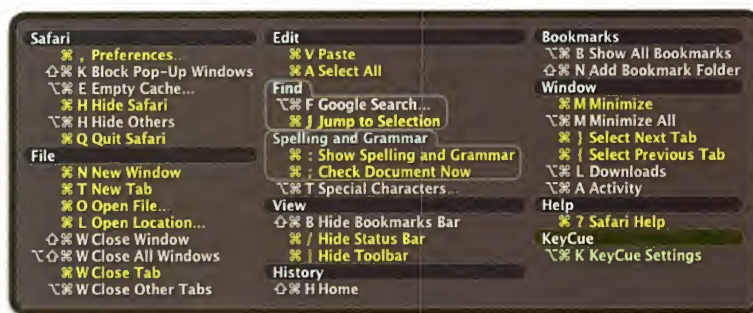 Safari
⌘ , Preferences...
⇧⌘ K Block Pop-Up Windows
⌥⌘ E Empty Cache...
⌘ H Hide Safari
⌥⌘ H Hide Others
⌘ Q Quit Safari
File
⌘ N New Window
⌘ T New Tab
⌘ O Open File...
⌘ L Open Location...
⇧⌘ W Close Window
⌥⇧⌘ W Close All Windows
⌘ W Close Tab
⌥⌘ W Close Other Tabs
Edit
⌘ V Paste
⌘ A Select All
Find
⌥⌘ F Google Search...
⌘ J Jump to Selection
Spelling and Grammar
⌘ : Show Spelling and Grammar
⌘ ; Check Document Now
⌥⌘ T Special Characters...
View
⇧⌘ B Hide Bookmarks Bar
⌘ / Hide Status Bar
⌘ | Hide Toolbar
History
⇧⌘ H Home
Bookmarks
⌥⌘ B Show All Bookmarks
⇧⌘ N Add Bookmark Folder
Window
⌘ M Minimize
⌥⌘ M Minimize All
⌘ } Select Next Tab
⌘ { Select Previous Tab
⌥⌘ L Downloads
⌥⌘ A Activity
Help
⌘ ? Safari Help
KeyCue
⌥⌘ K KeyCue Settings